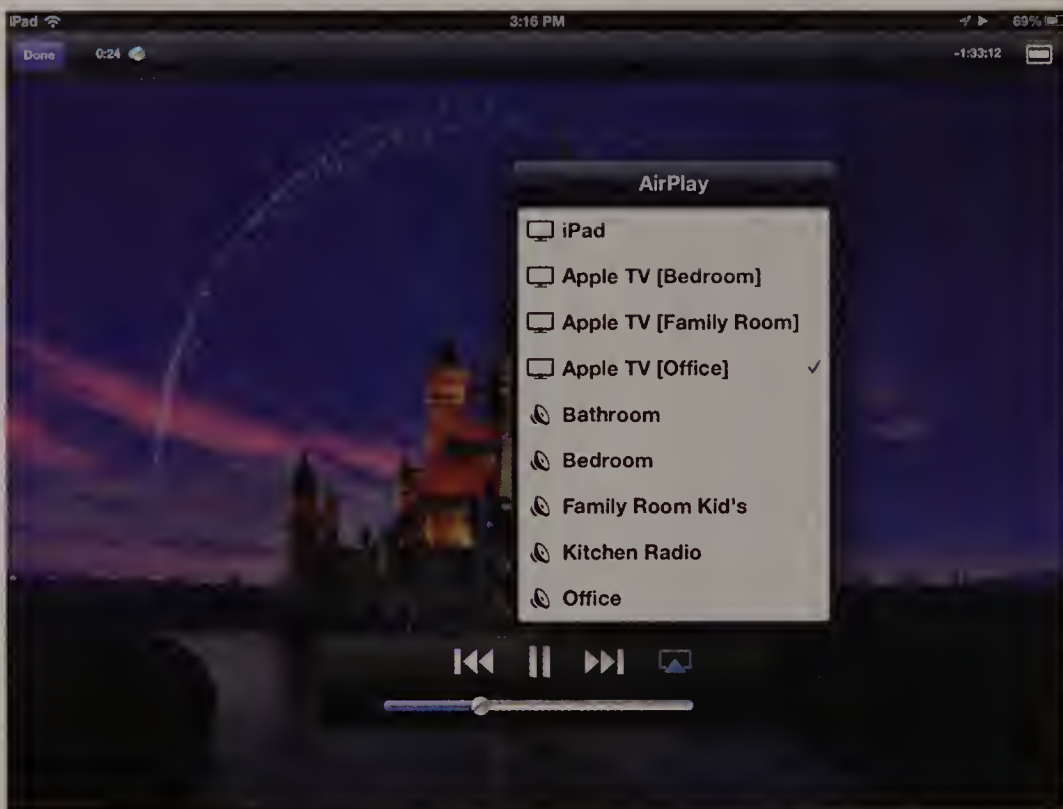 iPad 3:16 PM 69%
Done 0:24 -1:33:12
AirPlay
iPad
Apple TV [Bedroom]
Apple TV [Family Room]
Apple TV [Office] ✓
Bathroom
Bedroom
Family Room Kid's
Kitchen Radio
Office